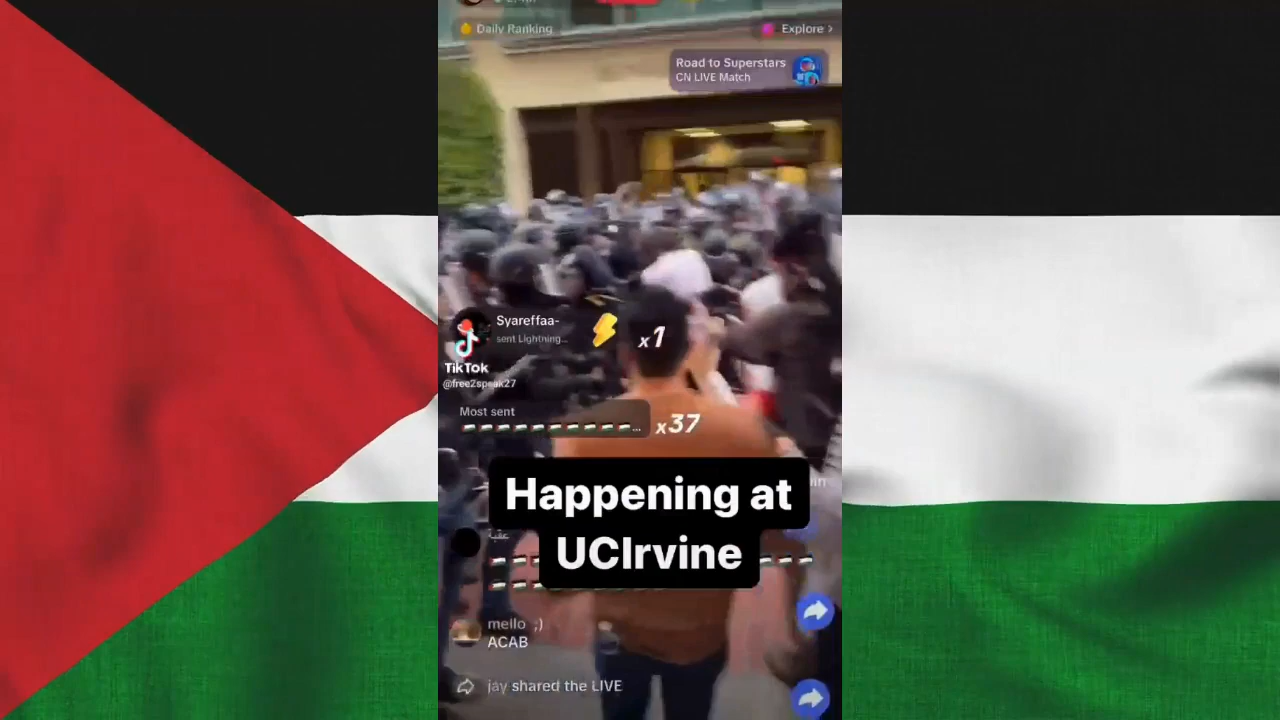 Daily Ranking
Explore >
Road to Superstars
CN LIVE Match
Syareffaa-
sent Lightning...
x1
TikTok
@free2speak27
Most sent
...
x37
Happening at
UCIrvine
mello ;)
ACAB
jay shared the LIVE